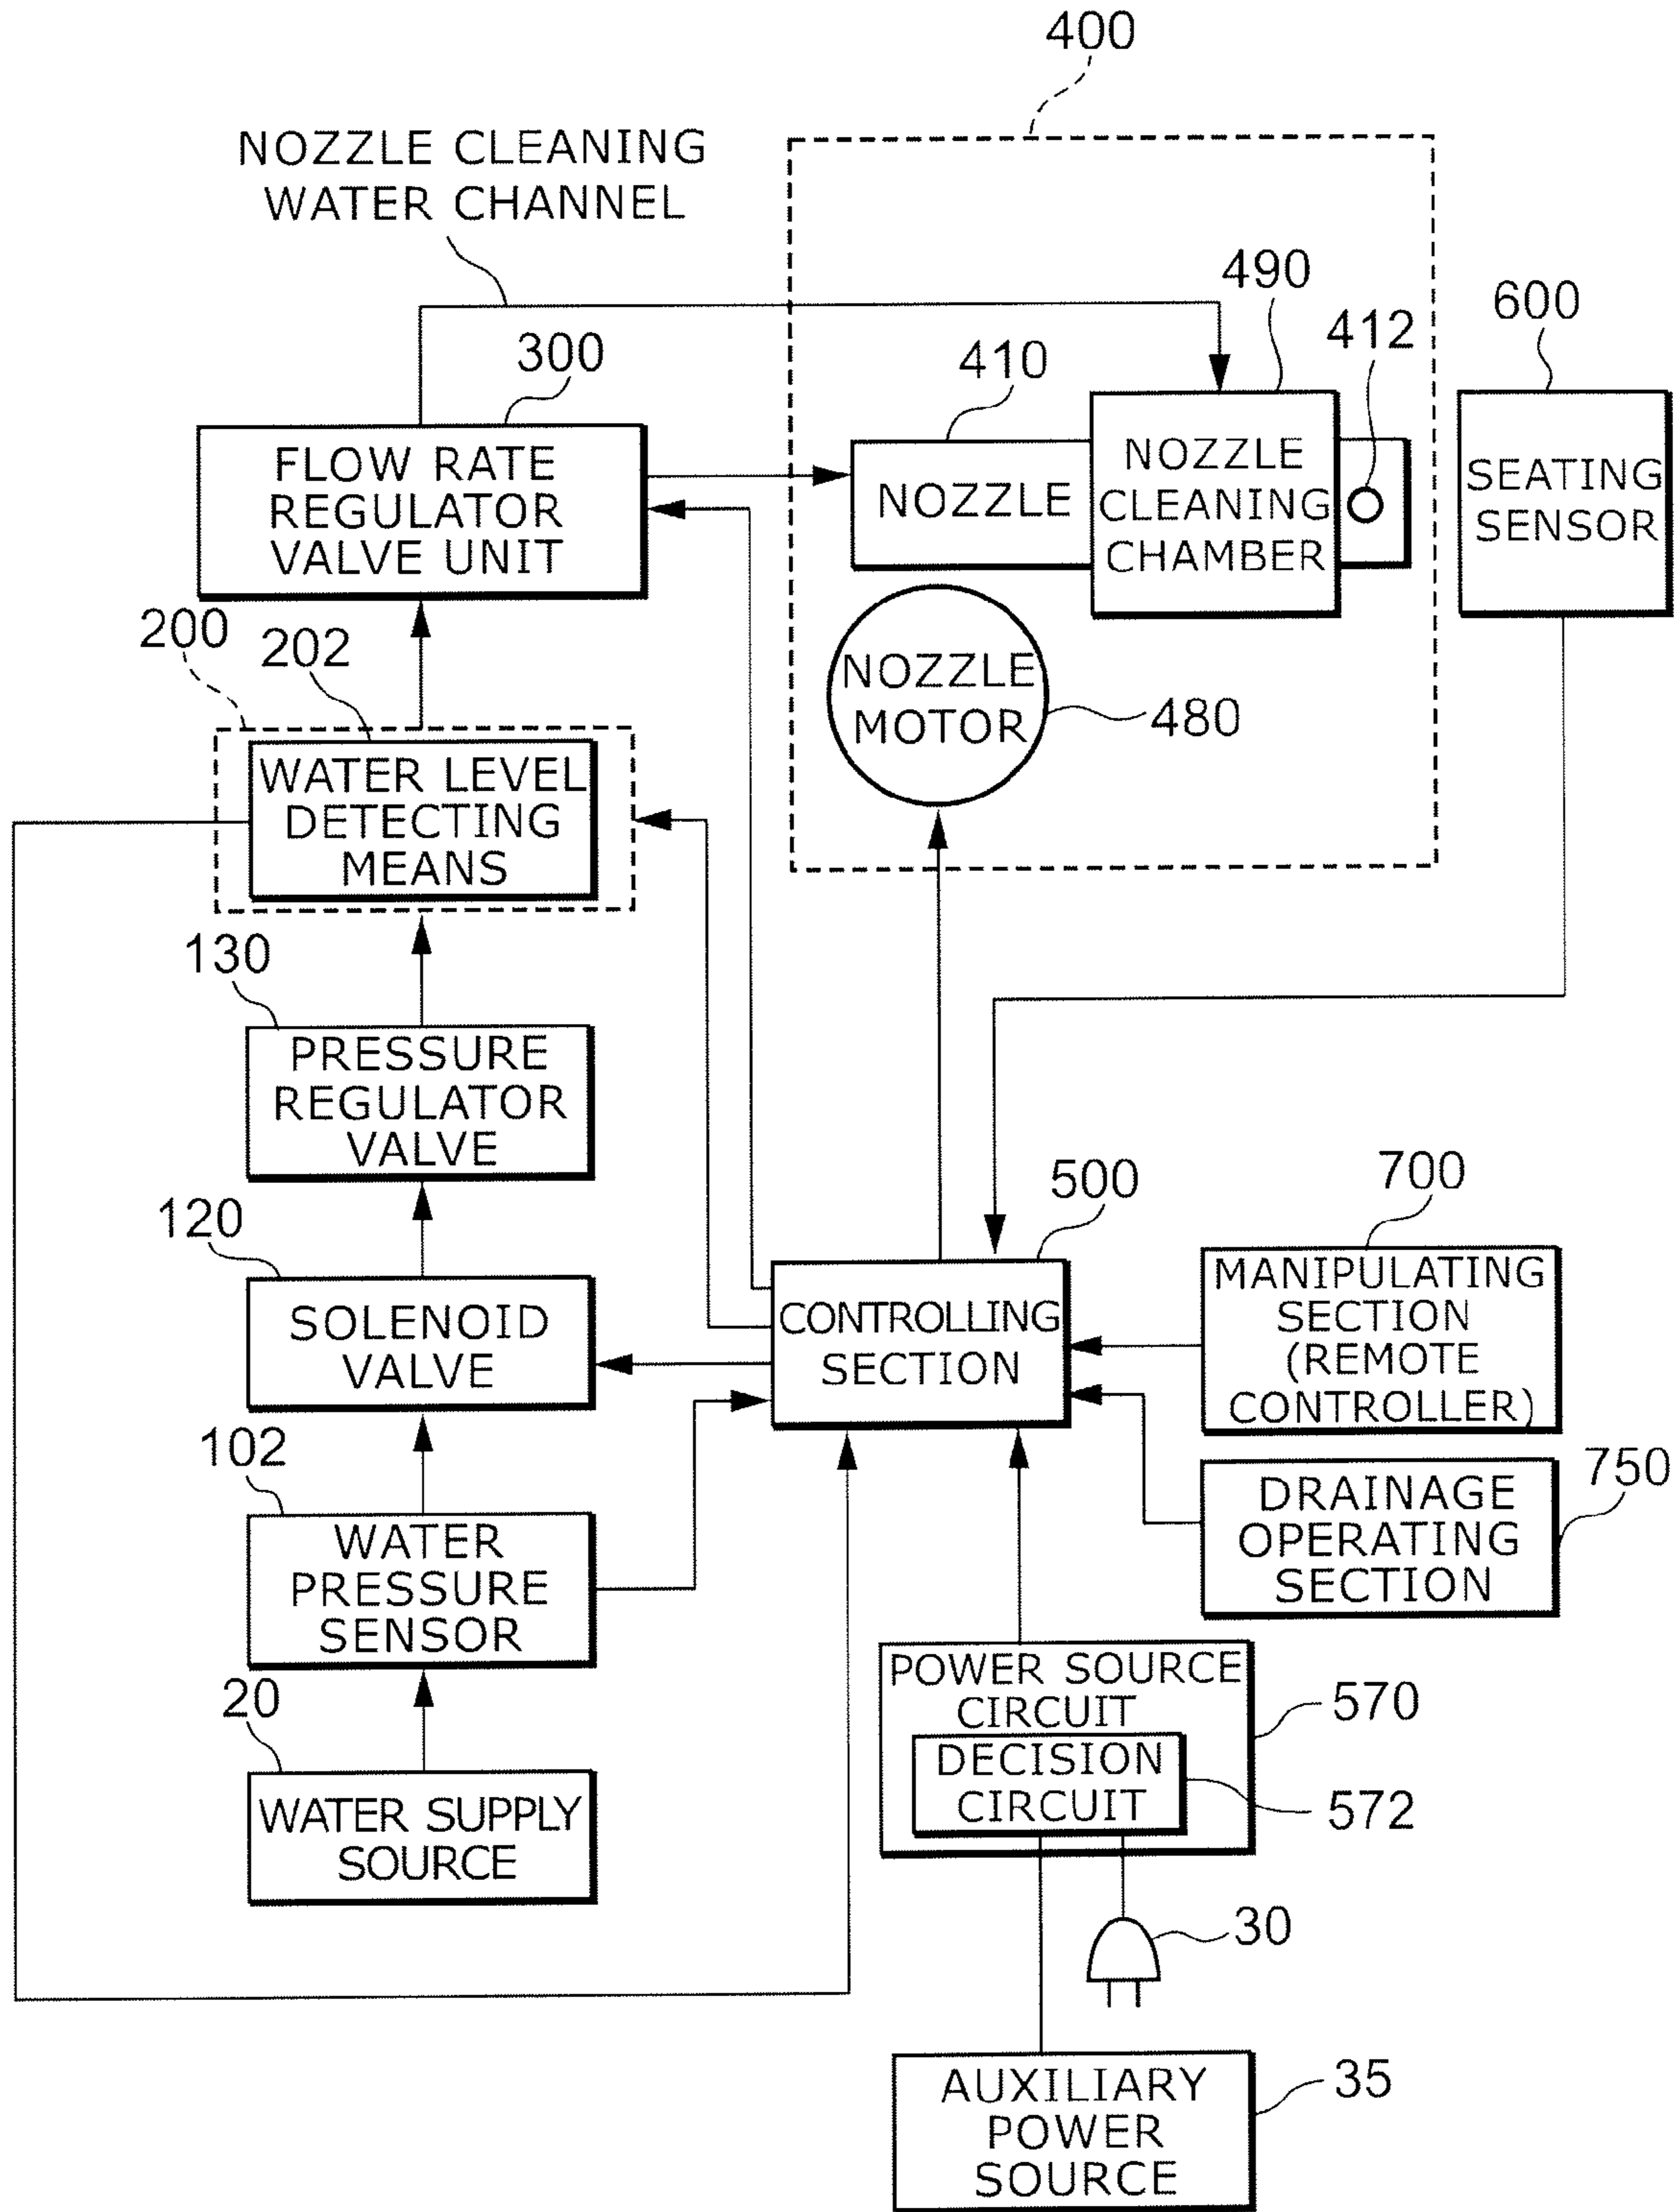 400
NOZZLE CLEANING
WATER CHANNEL
490
600
412
300
410
FLOW RATE
REGULATOR
VALVE UNIT
NOZZLE
NOZZLE
CLEANING
CHAMBER
SEATING
SENSOR
200
202
NOZZLE
MOTOR
480
WATER LEVEL
DETECTING
MEANS
130
PRESSURE
REGULATOR
VALVE
500
700
120
SOLENOID
VALVE
CONTROLLING
SECTION
MANIPULATING
SECTION
(REMOTE
CONTROLLER)
102
750
WATER
PRESSURE
SENSOR
DRAINAGE
OPERATING
SECTION
20
POWER SOURCE
CIRCUIT
570
DECISION
CIRCUIT
572
WATER SUPPLY
SOURCE
30
AUXILIARY
POWER
SOURCE
35